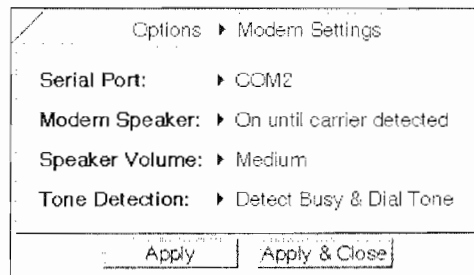 Options ▸ Modem Settings
Serial Port: ▸ COM2
Modem Speaker: ▸ On until carrier detected
Speaker Volume: ▸ Medium
Tone Detection: ▸ Detect Busy & Dial Tone
Apply Apply & Close